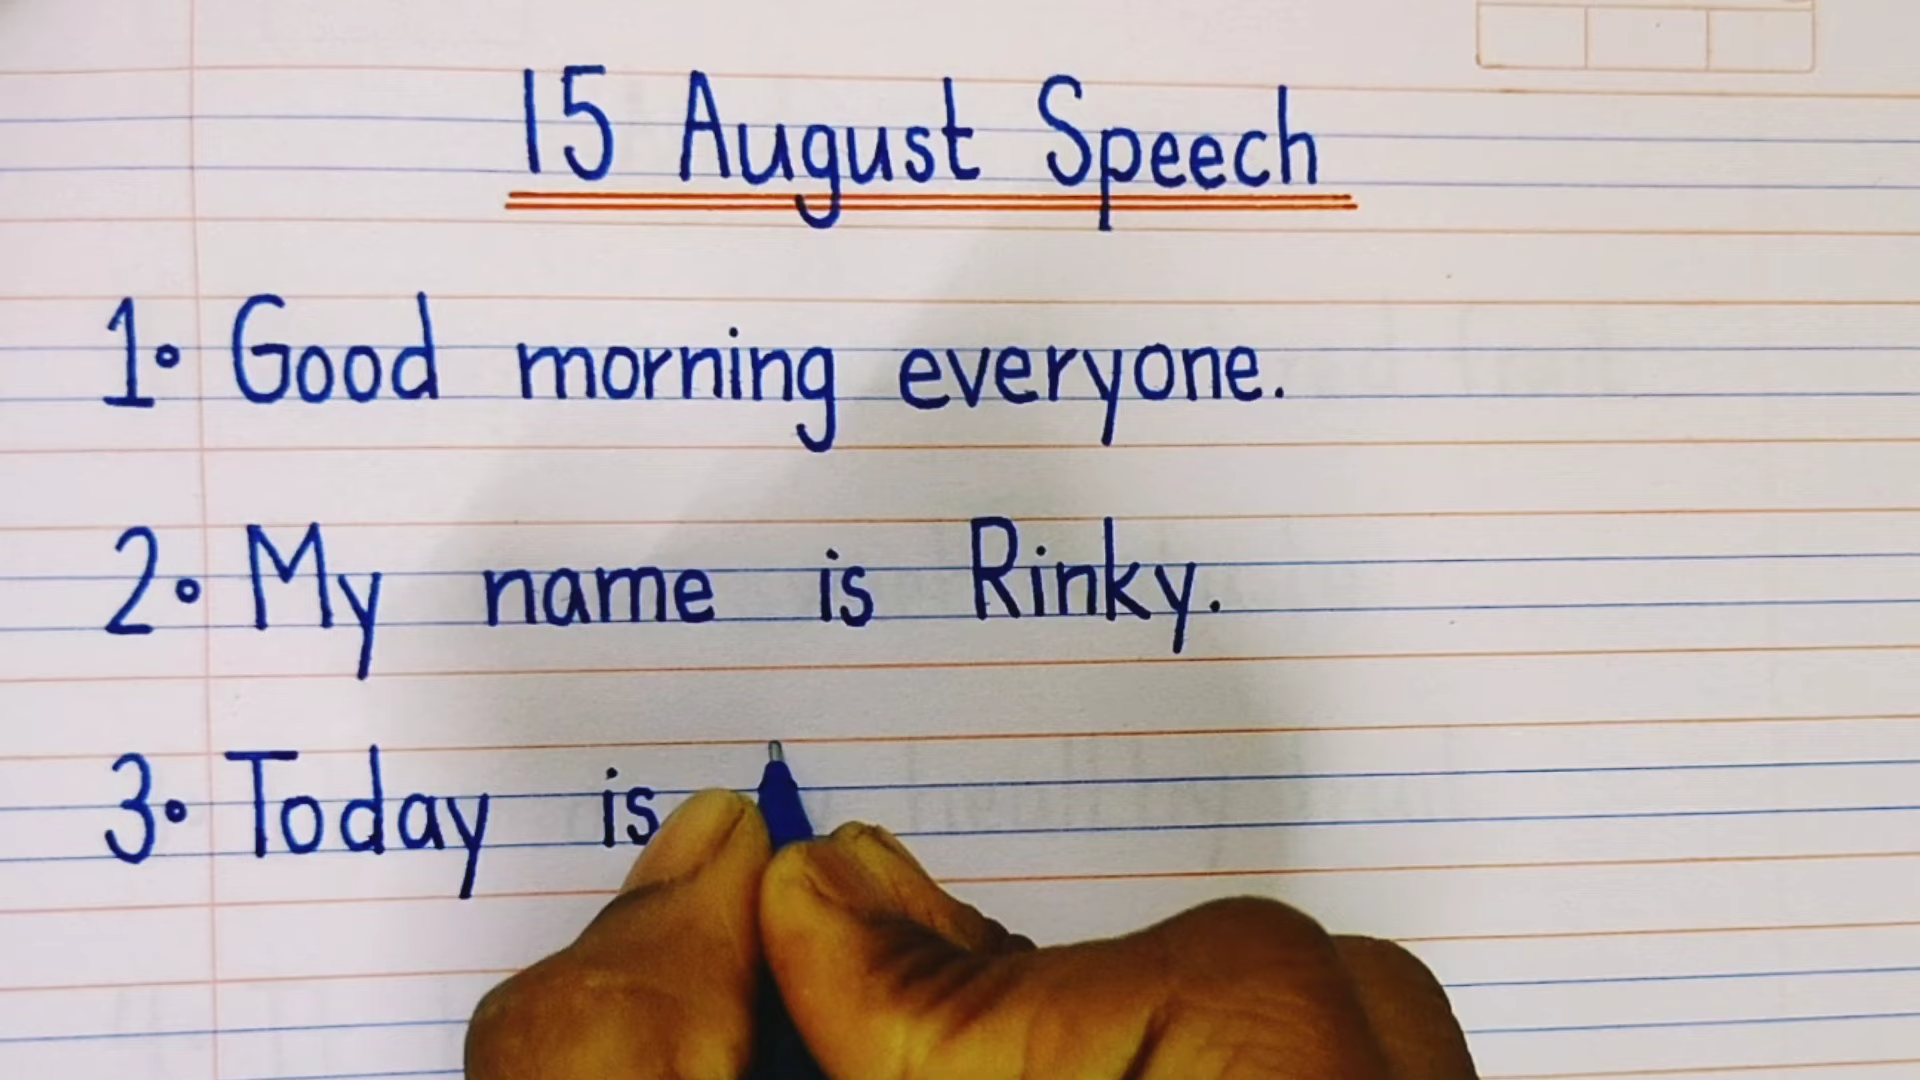 15 August Speech
1. Good morning everyone.
2. My name is Rinky.
3. Today is